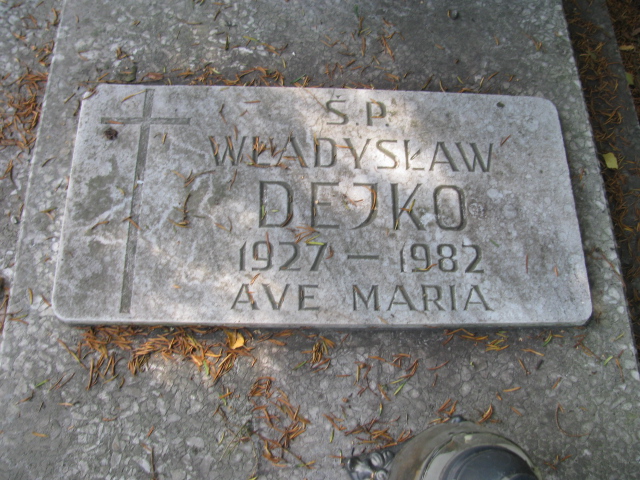 Ś.P.
WŁADYSŁAW
DEJKO
1927 — 1982
AVE MARIA